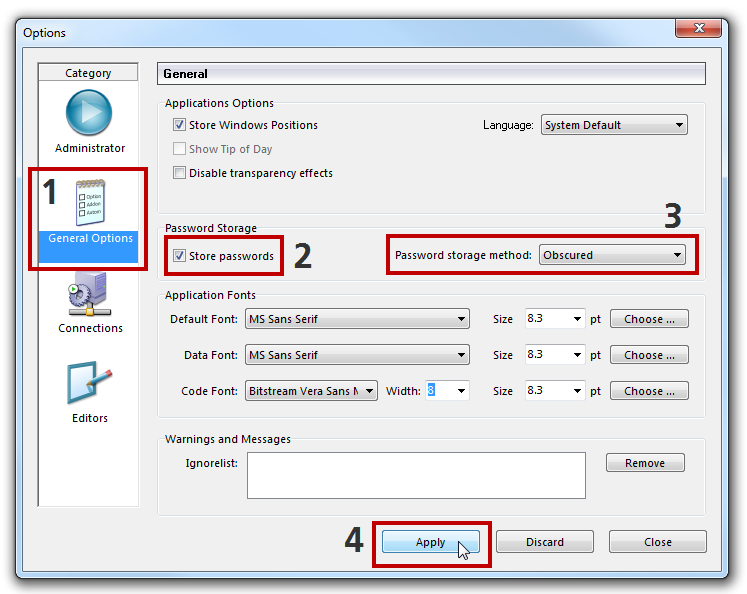 Options
Category
General
Administrator
1
Option
Addon
Autom
General Options
Connections
Editors
Applications Options
Store Windows Positions
Language: System Default
Show Tip of Day
Disable transparency effects
3
Password Storage
Store passwords 2 Password storage method: Obscured
Application Fonts
Default Font: MS Sans Serif Size 8.3 pt Choose ...
Data Font: MS Sans Serif Size 8.3 pt Choose ...
Code Font: Bitstream Vera Sans M Width: 8 Size 8.3 pt Choose ...
Warnings and Messages
Ignorelist: Remove
4 Apply Discard Close